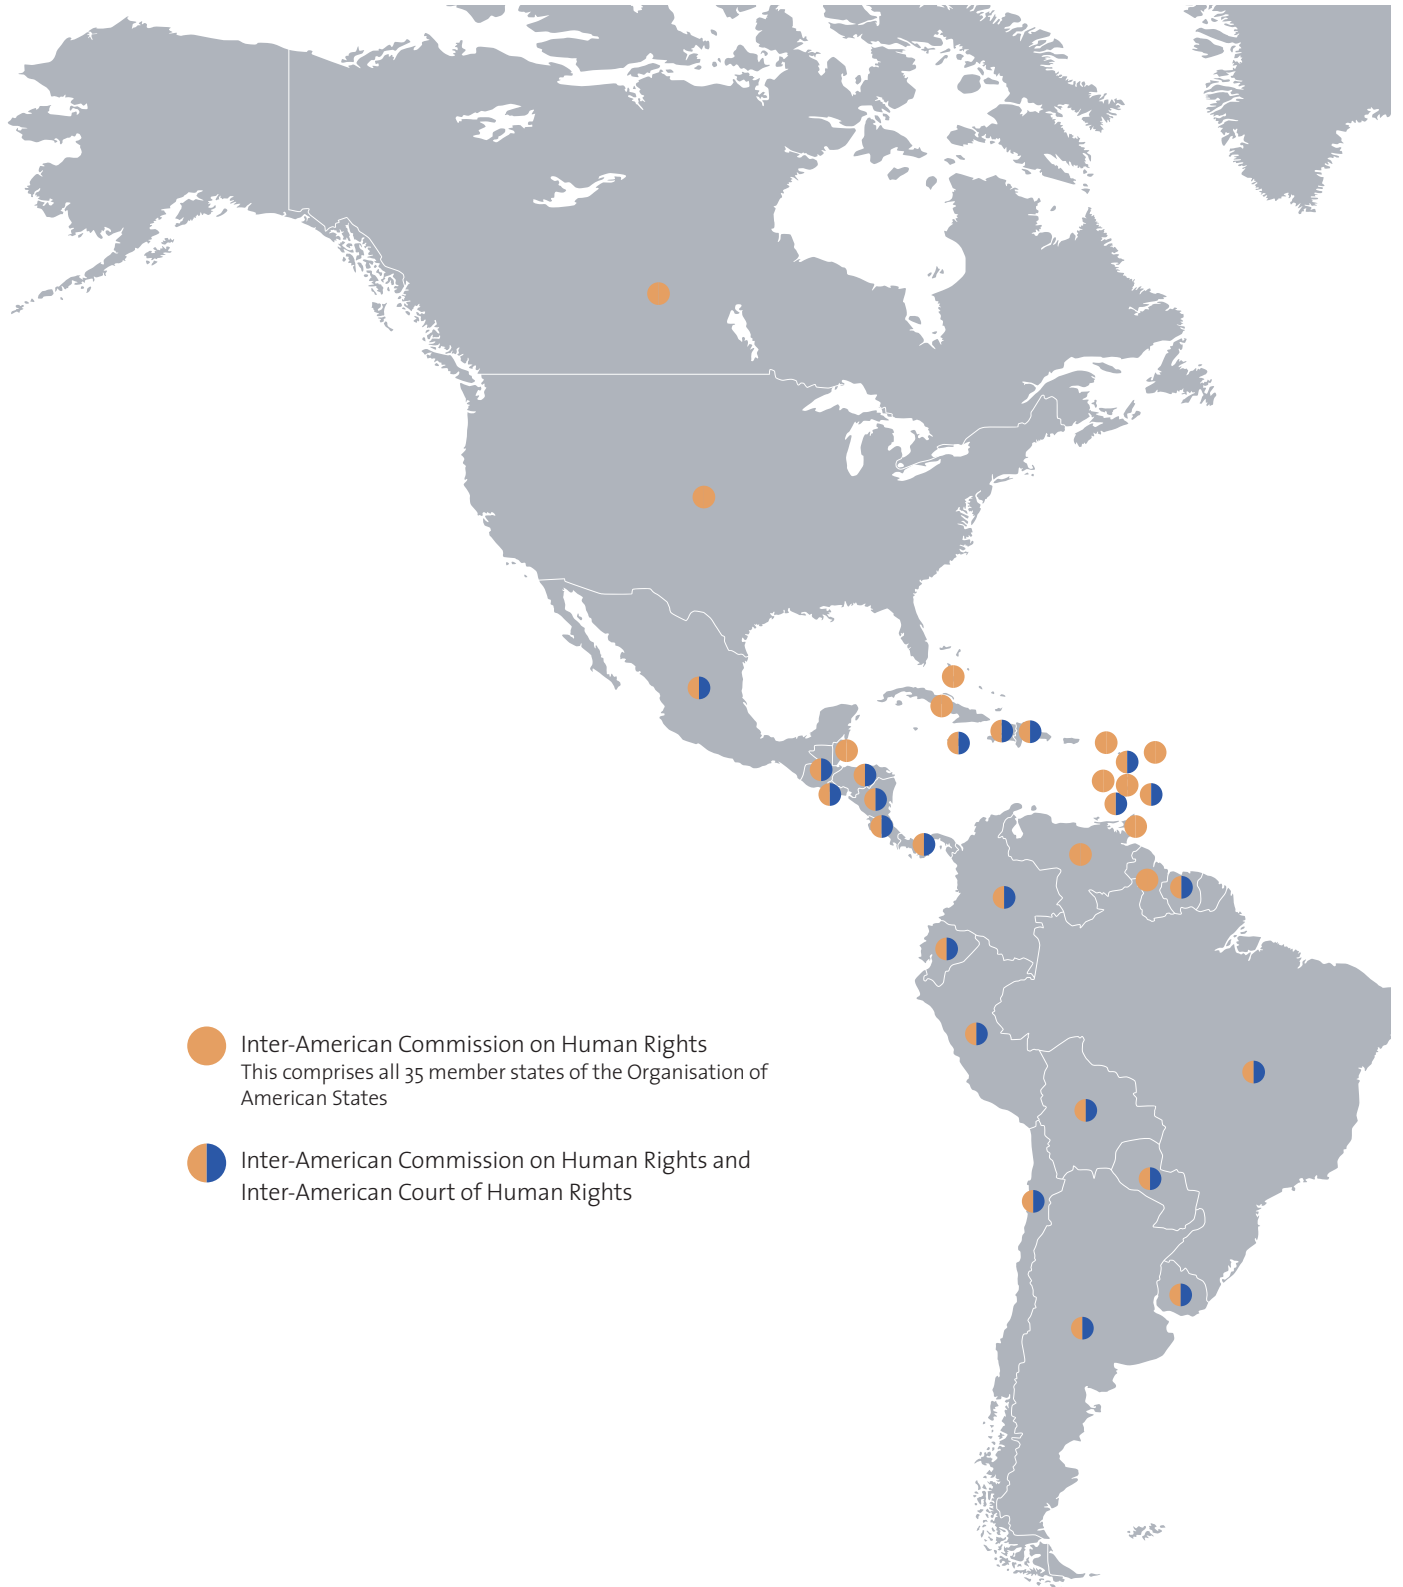 Inter-American Commission on Human Rights
This comprises all 35 member states of the Organisation of
American States
Inter-American Commission on Human Rights and
Inter-American Court of Human Rights